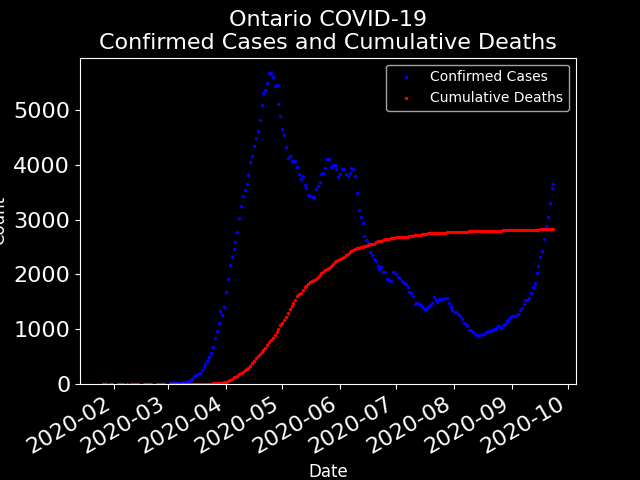 Ontario COVID-19
Confirmed Cases and Cumulative Deaths
Confirmed Cases
Cumulative Deaths
5000
4000
3000
2000
1000
0
Count
2020-02
2020-03
2020-04
2020-05
2020-06
2020-07
2020-08
2020-09
2020-10
Date